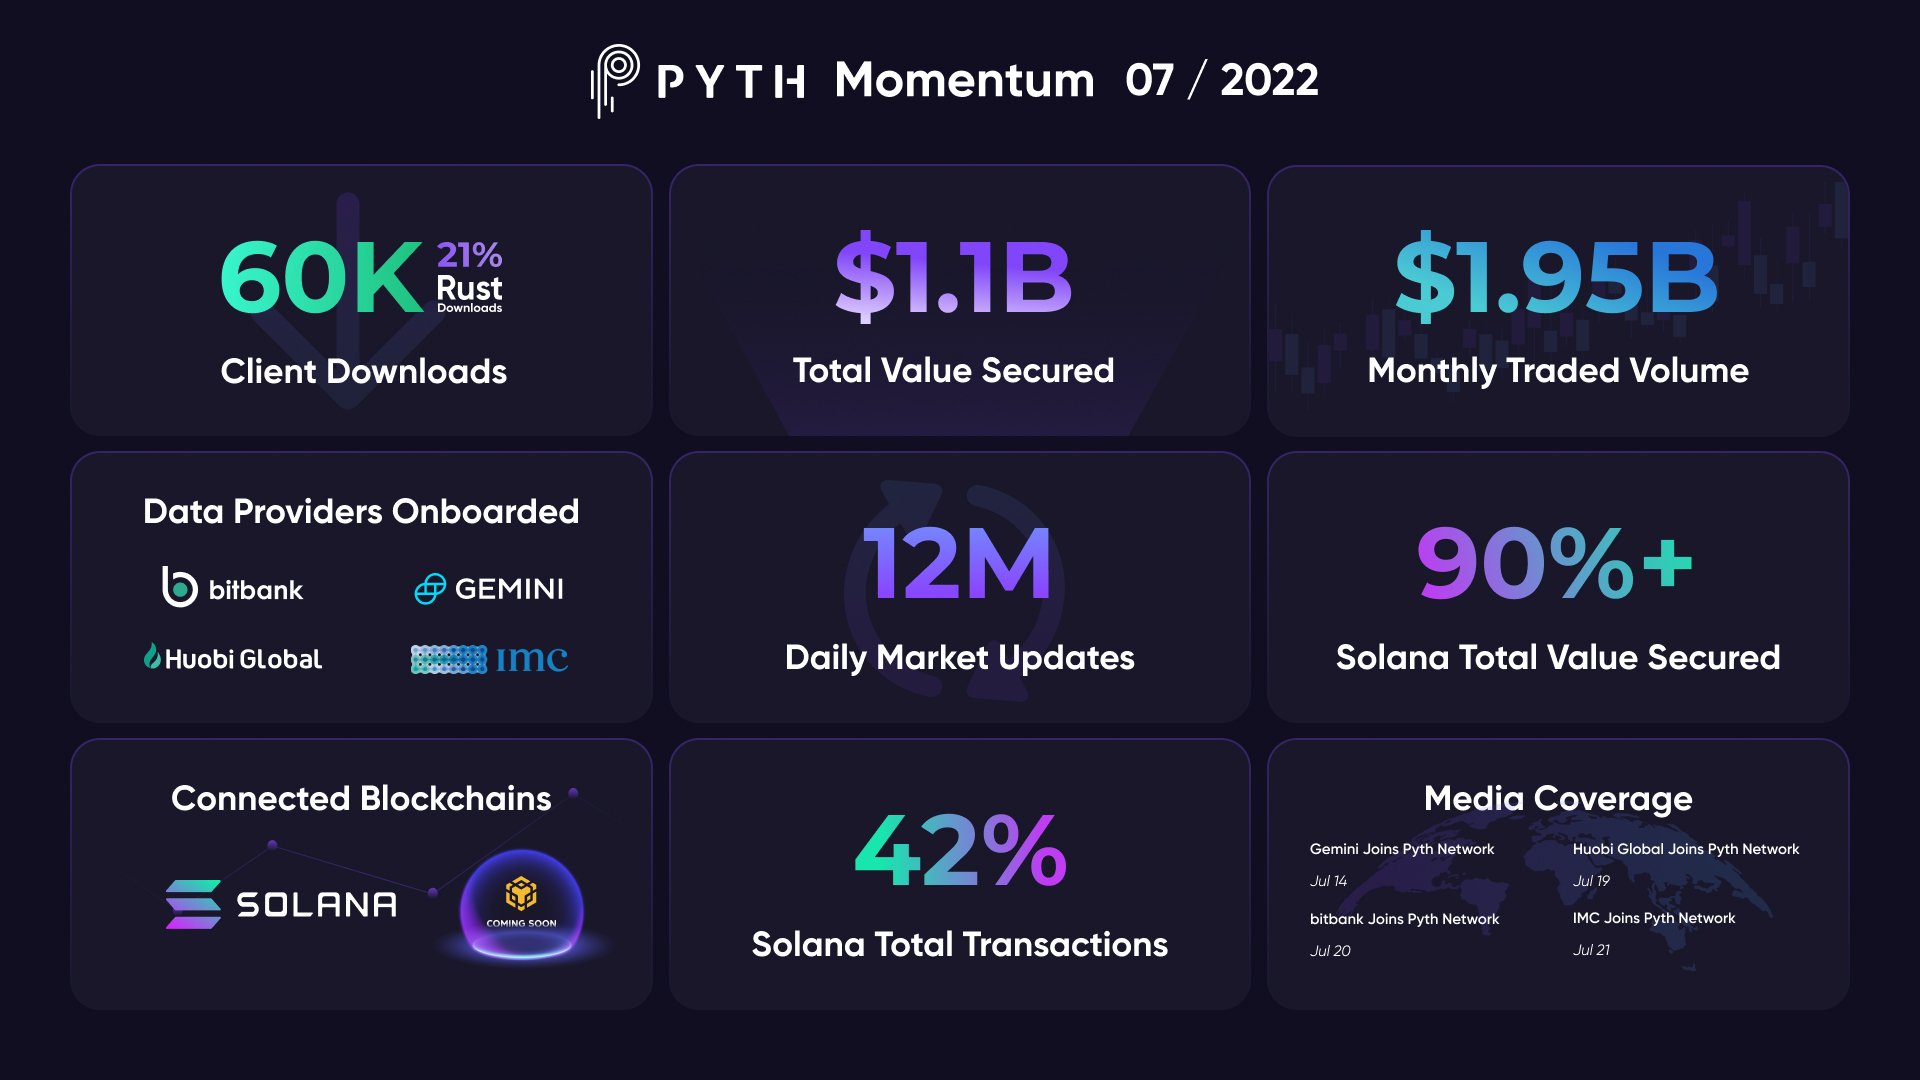 PYTH Momentum 07 / 2022
60K
21%
Rust
Downloads
Client Downloads
$1.1B
Total Value Secured
$1.95B
Monthly Traded Volume
Data Providers Onboarded
bitbank
GEMINI
Huobi Global
imc
12M
Daily Market Updates
90%+
Solana Total Value Secured
Connected Blockchains
SOLANA
COMING SOON
42%
Solana Total Transactions
Media Coverage
Gemini Joins Pyth Network
Jul 14
Huobi Global Joins Pyth Network
Jul 19
bitbank Joins Pyth Network
Jul 20
IMC Joins Pyth Network
Jul 21